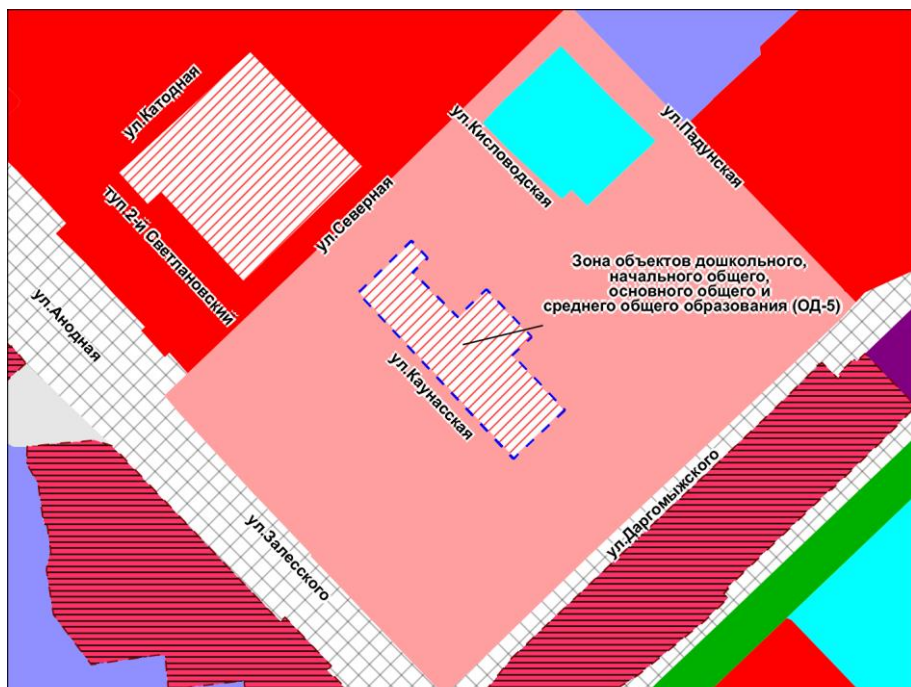 ул.Катодная
ул.Кисловодская
ул.Падунская
Туп.2-й Светлановский
ул.Северная
Зона объектов дошкольного,
начального общего,
основного общего и
среднего общего образования (ОД-5)
ул.Анодная
ул.Каунасская
ул.Залесского
ул.Даргомыжского